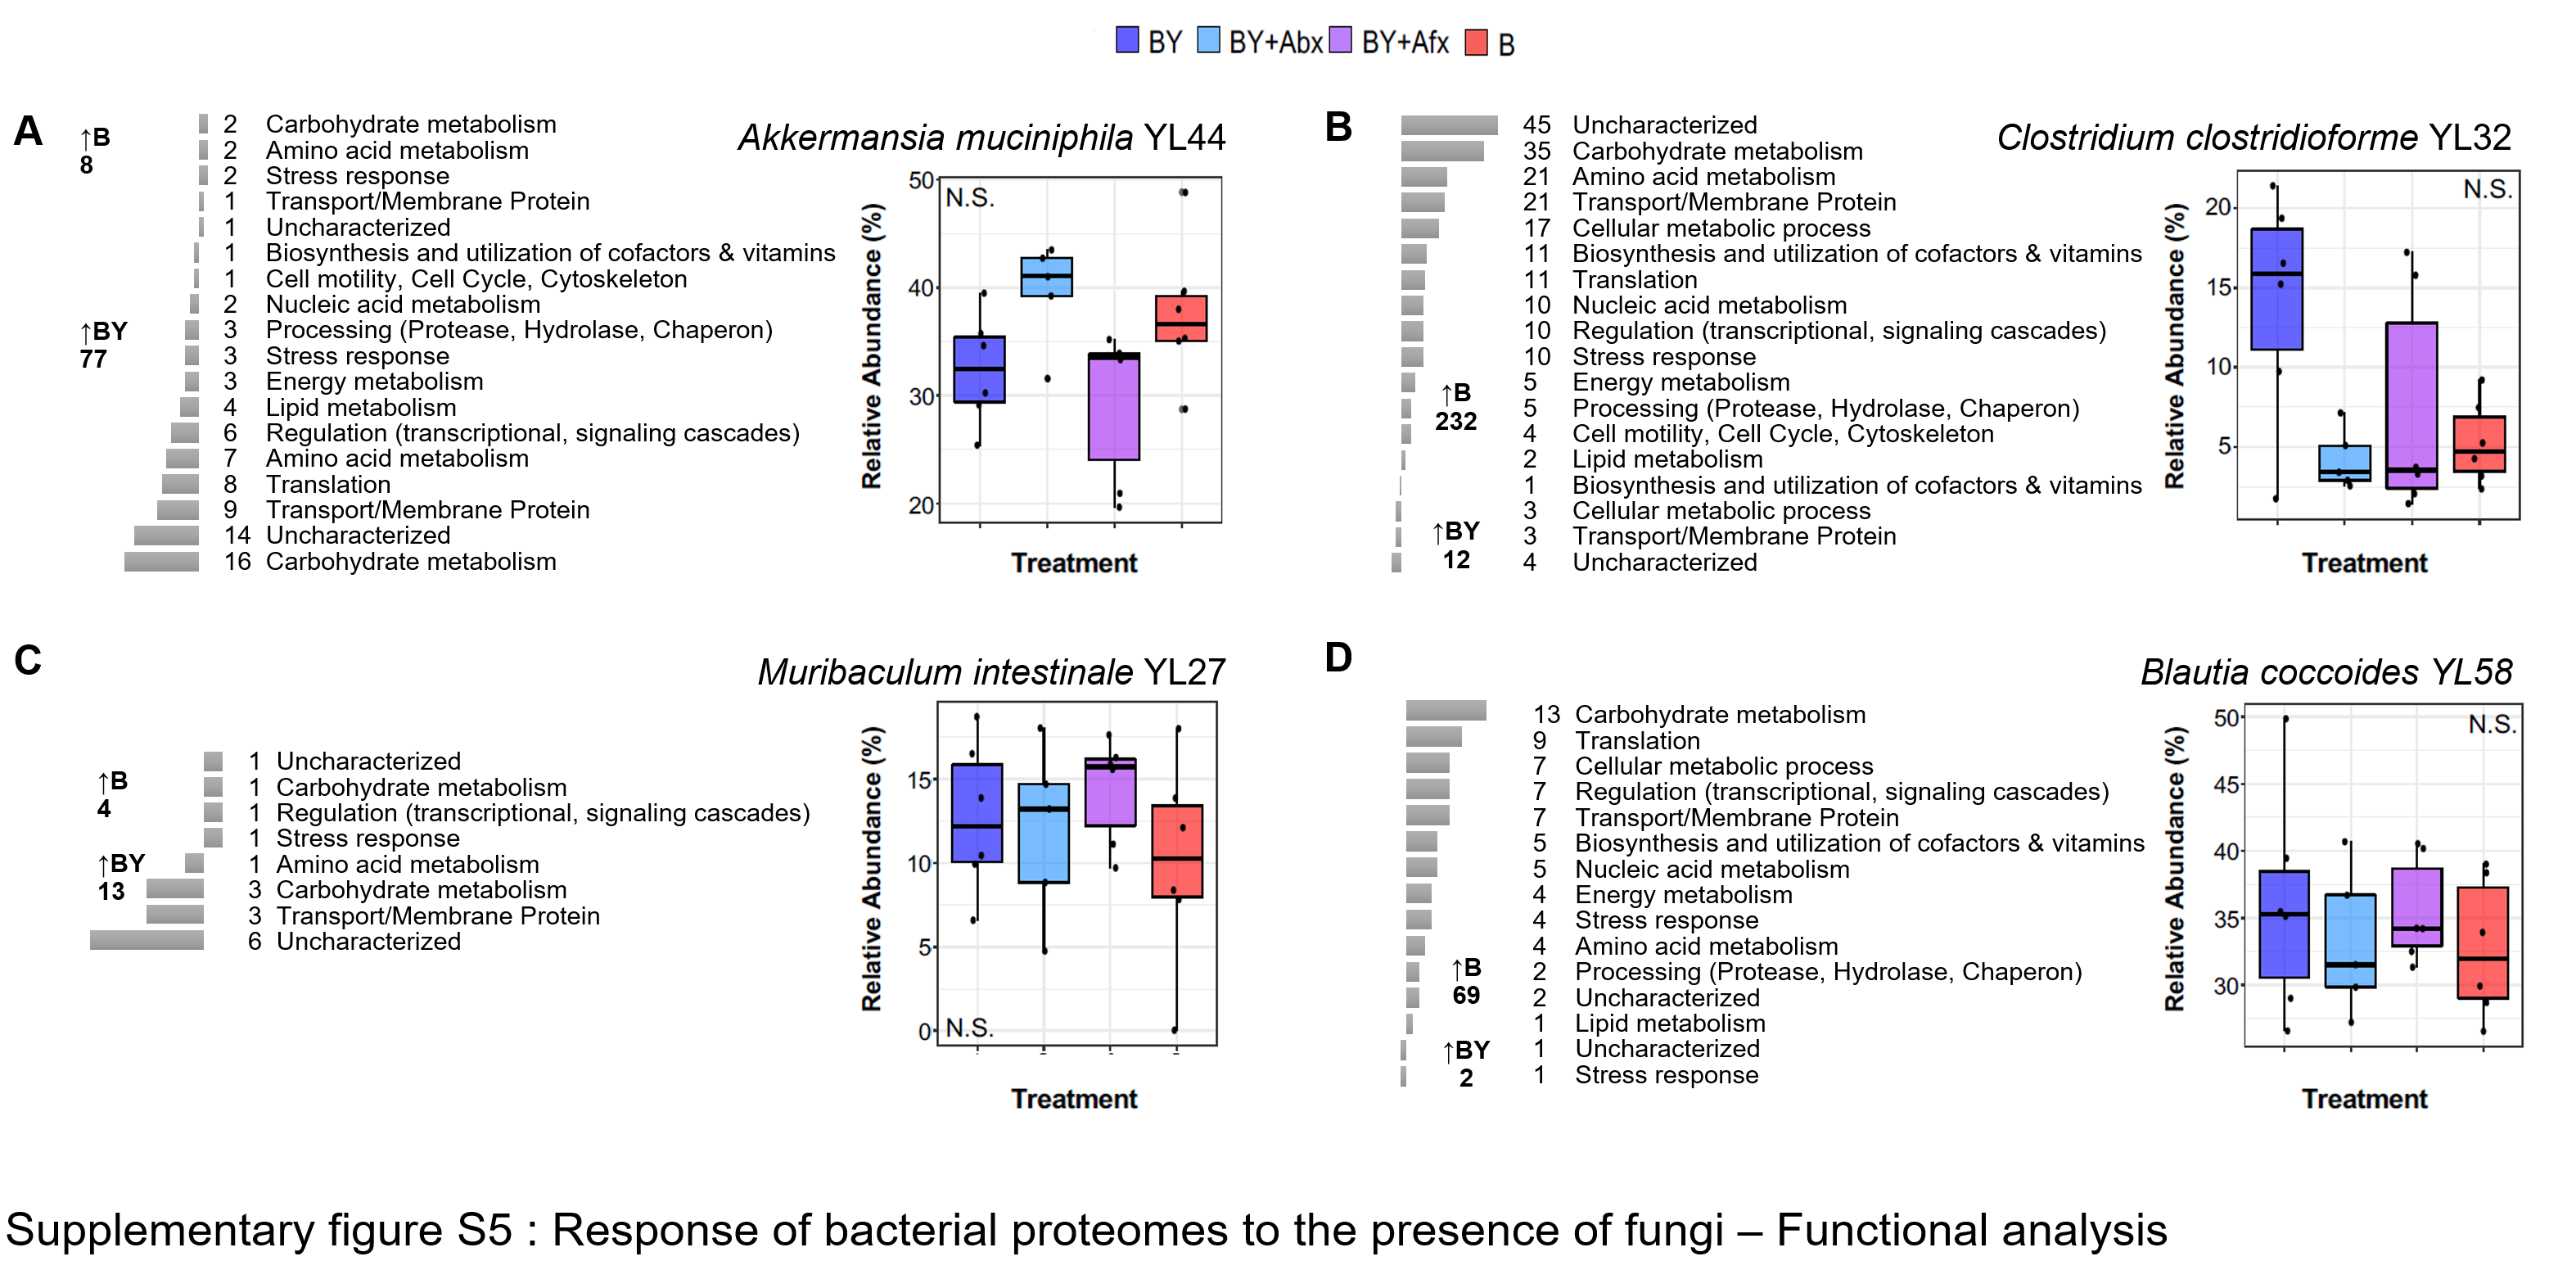 BY BY+Abx BY+Afx B
A
↑B
8
↑BY
77
2 Carbohydrate metabolism
2 Amino acid metabolism
2 Stress response
1 Transport/Membrane Protein
1 Uncharacterized
1 Biosynthesis and utilization of cofactors & vitamins
1 Cell motility, Cell Cycle, Cytoskeleton
2 Nucleic acid metabolism
3 Processing (Protease, Hydrolase, Chaperon)
3 Stress response
3 Energy metabolism
4 Lipid metabolism
6 Regulation (transcriptional, signaling cascades)
7 Amino acid metabolism
8 Translation
9 Transport/Membrane Protein
14 Uncharacterized
16 Carbohydrate metabolism
Akkermansia muciniphila YL44
N.S.
Relative Abundance (%)
50
40
30
20
Treatment
B
45 Uncharacterized
35 Carbohydrate metabolism
21 Amino acid metabolism
21 Transport/Membrane Protein
17 Cellular metabolic process
11 Biosynthesis and utilization of cofactors & vitamins
11 Translation
10 Nucleic acid metabolism
10 Regulation (transcriptional, signaling cascades)
10 Stress response
5 Energy metabolism
5 Processing (Protease, Hydrolase, Chaperon)
4 Cell motility, Cell Cycle, Cytoskeleton
2 Lipid metabolism
1 Biosynthesis and utilization of cofactors & vitamins
3 Cellular metabolic process
3 Transport/Membrane Protein
4 Uncharacterized
↑B
232
↑BY
12
Clostridium clostridioforme YL32
N.S.
Relative Abundance (%)
20
15
10
5
Treatment
C
↑B
4
↑BY
13
1 Uncharacterized
1 Carbohydrate metabolism
1 Regulation (transcriptional, signaling cascades)
1 Stress response
1 Amino acid metabolism
3 Carbohydrate metabolism
3 Transport/Membrane Protein
6 Uncharacterized
Muribaculum intestinale YL27
Relative Abundance (%)
15
10
5
0
N.S.
Treatment
D
13 Carbohydrate metabolism
9 Translation
7 Cellular metabolic process
7 Regulation (transcriptional, signaling cascades)
7 Transport/Membrane Protein
5 Biosynthesis and utilization of cofactors & vitamins
5 Nucleic acid metabolism
4 Energy metabolism
4 Stress response
4 Amino acid metabolism
2 Processing (Protease, Hydrolase, Chaperon)
2 Uncharacterized
1 Lipid metabolism
1 Uncharacterized
1 Stress response
↑B
69
↑BY
2
Blautia coccoides YL58
N.S.
Relative Abundance (%)
50
45
40
35
30
Treatment
Supplementary figure S5 : Response of bacterial proteomes to the presence of fungi – Functional analysis